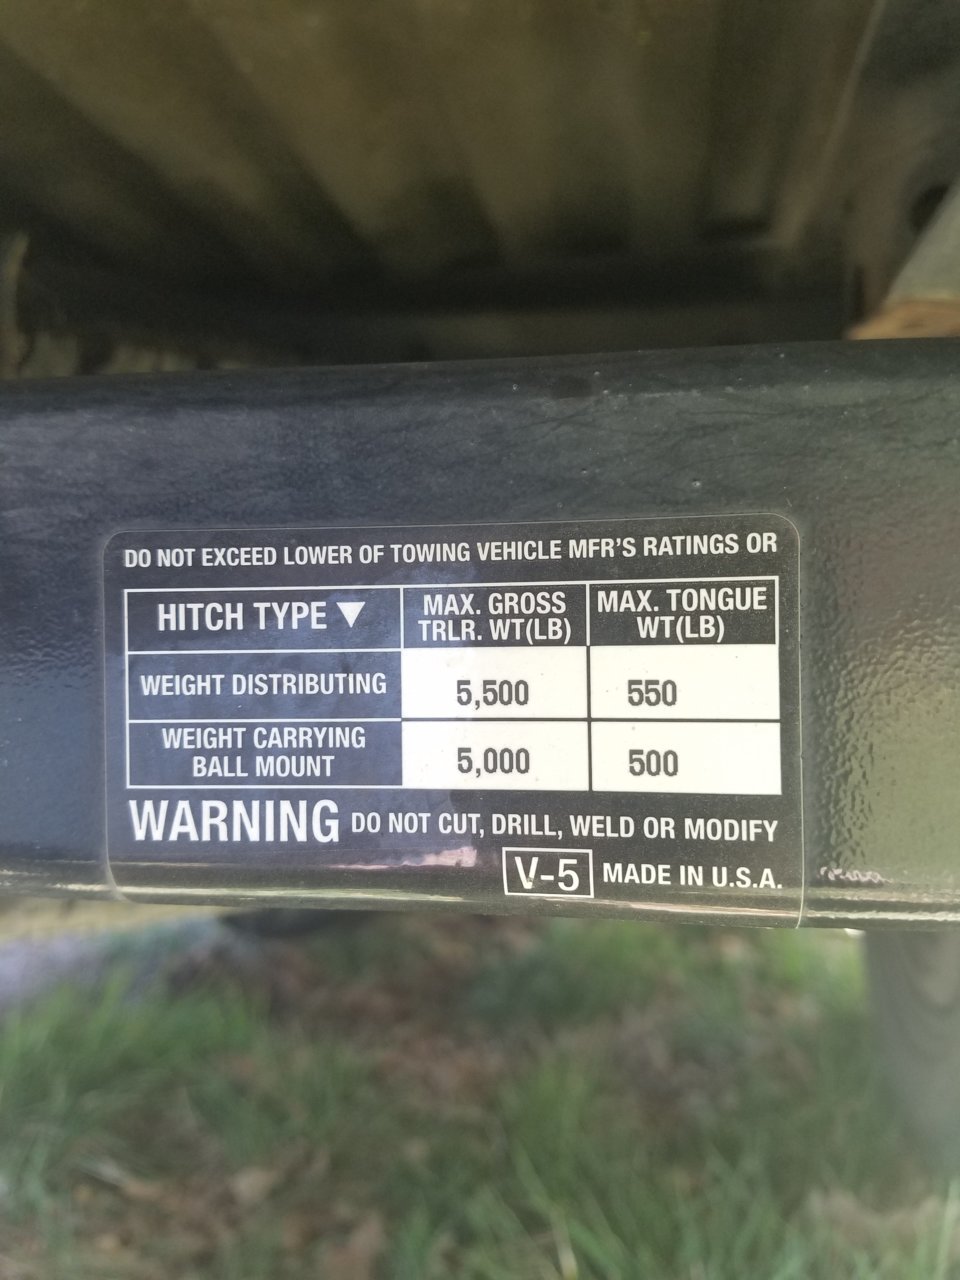 DO NOT EXCEED LOWER OF TOWING VEHICLE MFR'S RATINGS OR
HITCH TYPE ▼
MAX. GROSS
TRLR. WT(LB)
MAX. TONGUE
WT(LB)
WEIGHT DISTRIBUTING
5,500
550
WEIGHT CARRYING
BALL MOUNT
5,000
500
WARNING DO NOT CUT, DRILL, WELD OR MODIFY
V-5 MADE IN U.S.A.